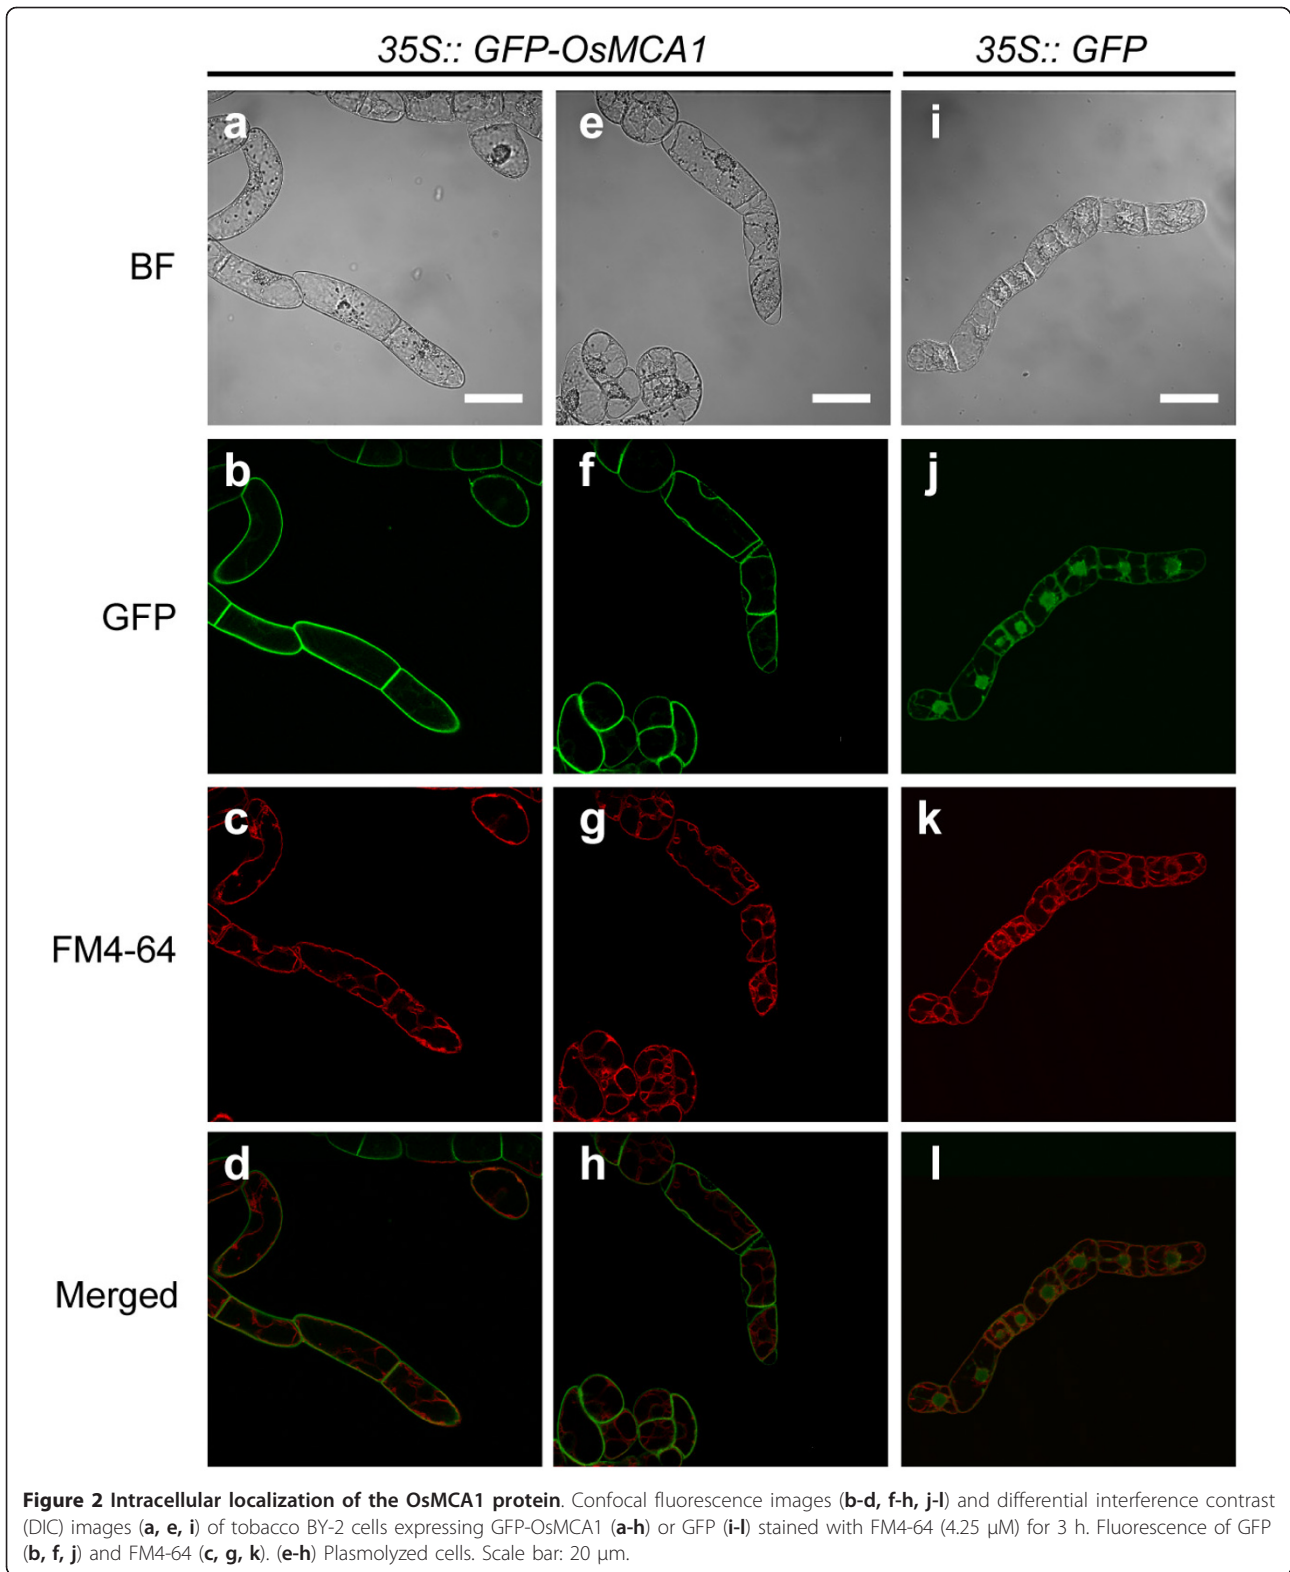 35S:: GFP-OsMCA1 35S:: GFP
a e i
BF
b f j
GFP
c g k
FM4-64
d h l
Merged
Figure 2 Intracellular localization of the OsMCA1 protein. Confocal fluorescence images (b-d, f-h, j-l) and differential interference contrast
(DIC) images (a, e, i) of tobacco BY-2 cells expressing GFP-OsMCA1 (a-h) or GFP (i-l) stained with FM4-64 (4.25 μM) for 3 h. Fluorescence of GFP
(b, f, j) and FM4-64 (c, g, k). (e-h) Plasmolyzed cells. Scale bar: 20 μm.